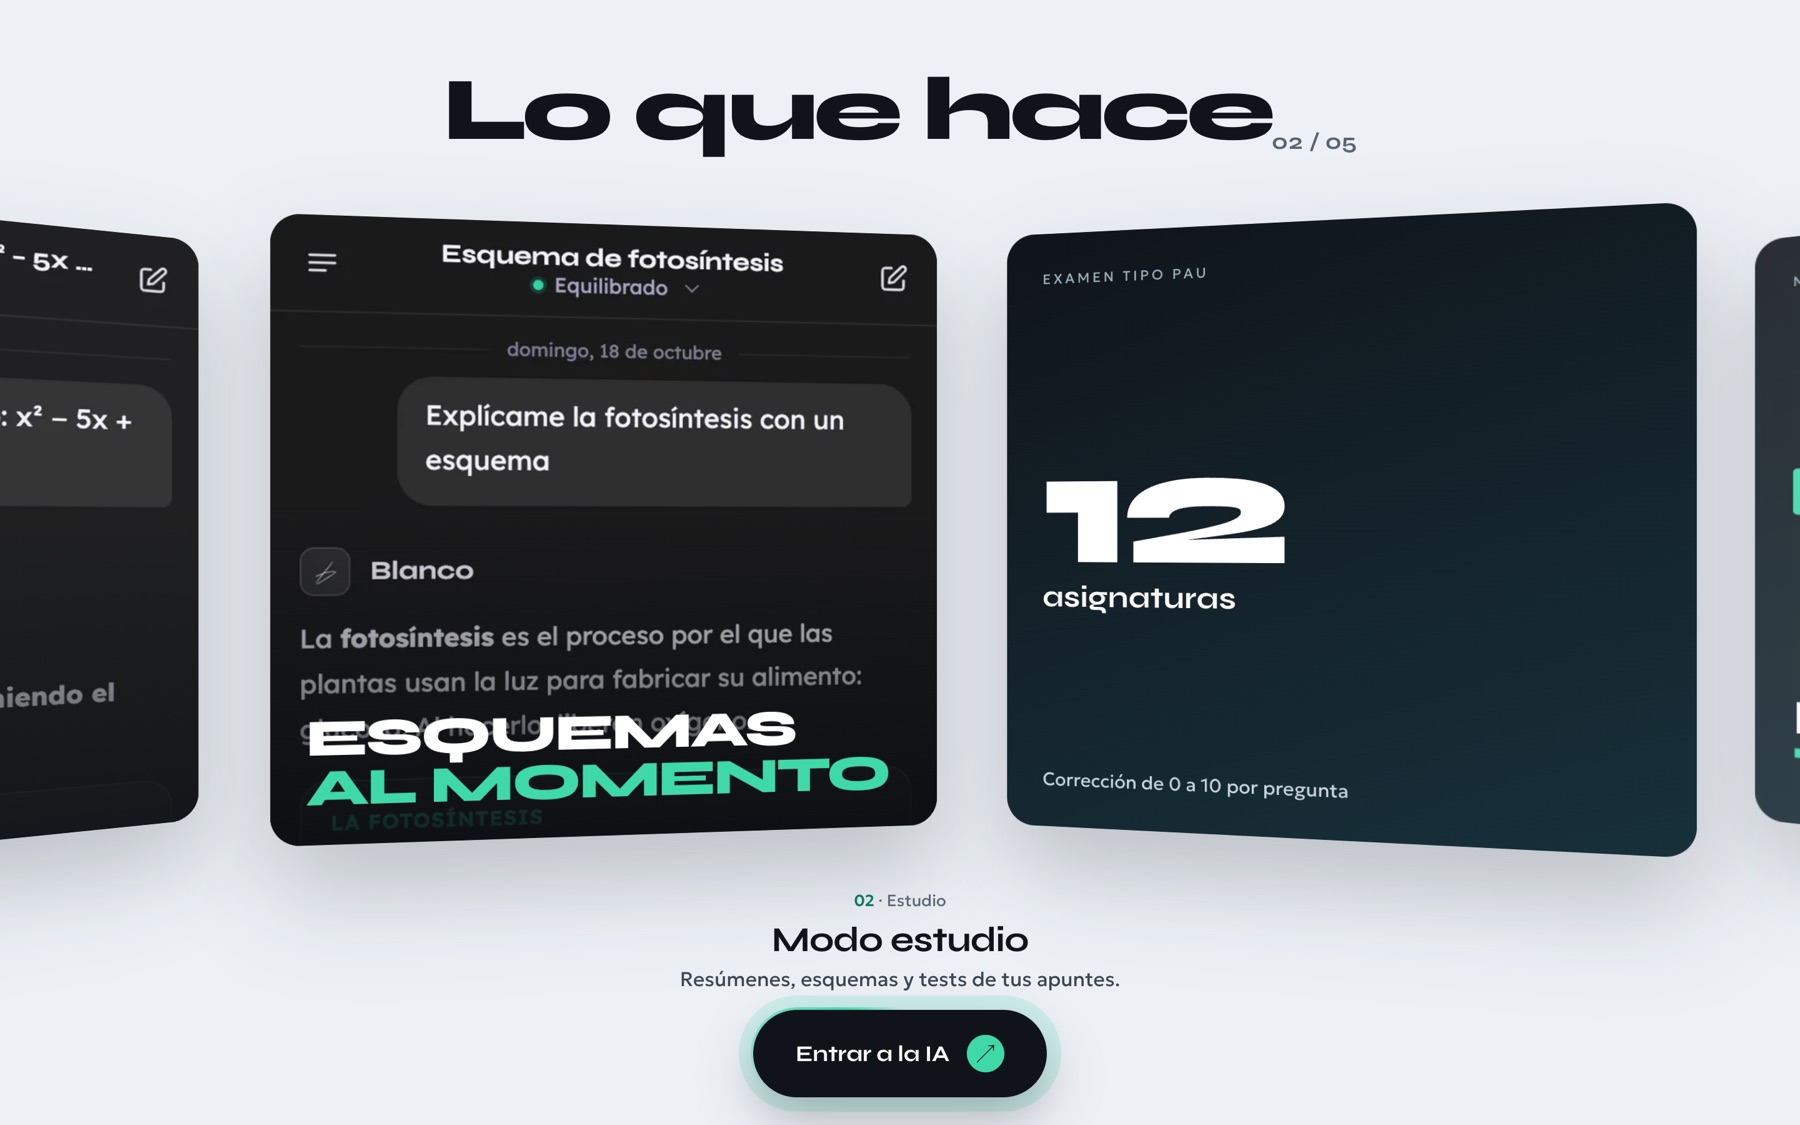 Lo que hace
02 / 05
² – 5x ...
: x² – 5x +
niendo el
Esquema de fotosíntesis
Equilibrado
domingo, 18 de octubre
Explícame la fotosíntesis con un
esquema
Blanco
La fotosíntesis es el proceso por el que las
plantas usan la luz para fabricar su alimento:
ESQUEMAS
AL MOMENTO
LA FOTOSÍNTESIS
EXAMEN TIPO PAU
12
asignaturas
Corrección de 0 a 10 por pregunta
02 · Estudio
Modo estudio
Resúmenes, esquemas y tests de tus apuntes.
Entrar a la IA